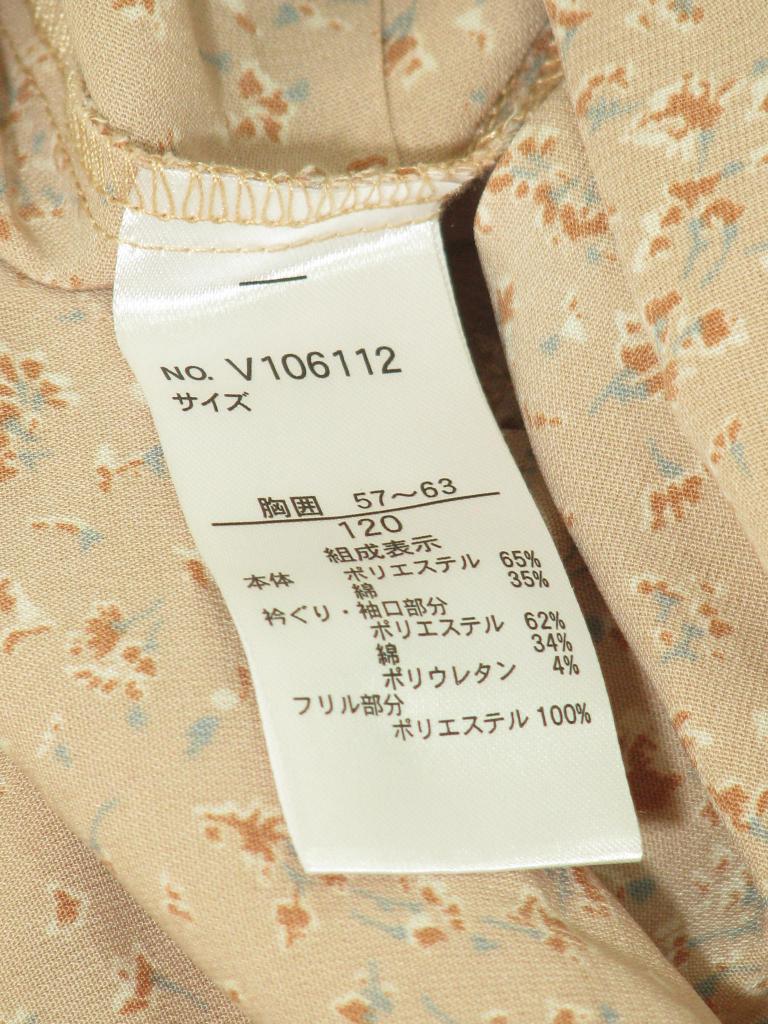 NO. V106112
サイズ
胸囲 57～63
120
組成表示
本体 ポリエステル 65%
綿 35%
衿ぐり・袖口部分
ポリエステル 62%
綿 34%
ポリウレタン 4%
フリル部分
ポリエステル 100%